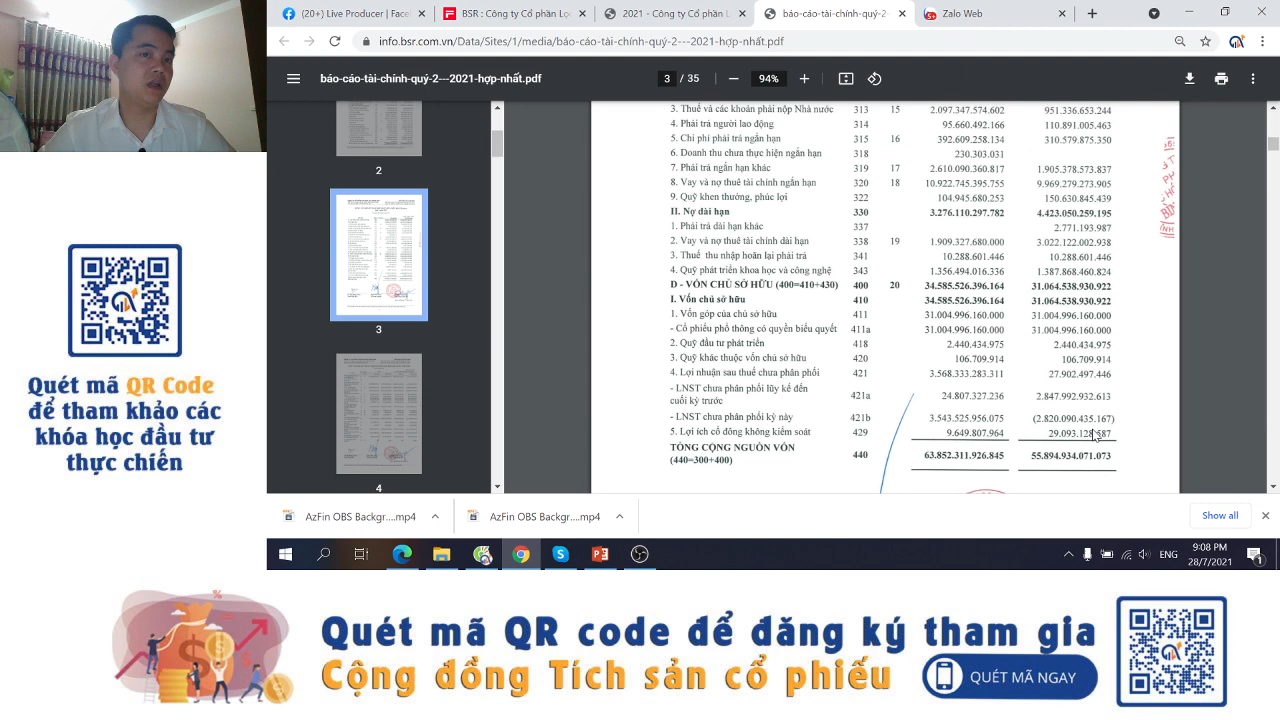 (20+) Live Producer | Facel
BSR: Công ty Cổ phần Lọc
2021 - Công ty Cổ phần L
báo-cáo-tài-chính-quý-2-
Zalo Web
info.bsr.com.vn/Data/Sites/1/media/báo-cáo-tài-chính-quý-2---2021-hợp-nhất.pdf
báo-cáo-tài-chính-quý-2---2021-hợp-nhất.pdf
3 / 35
94%
2
3
4
3. Thuế và các khoản phải nộp Nhà nước 313 15 2.097.347.574.602 951.336.653.244
4. Phải trả người lao động 314 95.660.492.166 110.891.005.463
5. Chi phí phải trả ngắn hạn 315 16 392.609.258.134 310.579.875.350
6. Doanh thu chưa thực hiện ngắn hạn 318 230.303.031
7. Phải trả ngắn hạn khác 319 17 2.610.090.360.817 1.905.378.573.837
8. Vay và nợ thuê tài chính ngắn hạn 320 18 10.922.745.395.755 9.969.279.273.905
9. Quỹ khen thưởng, phúc lợi 322 104.945.680.253 156.630.885.439
II. Nợ dài hạn 330 3.276.110.297.782 4.423.050.259.195
1. Phải trả dài hạn khác 337
2. Vay và nợ thuê tài chính dài hạn 338 19 1.909.227.680.000
3. Thuế thu nhập hoãn lại phải trả 341 10.288.601.446 10.288.601.446
4. Quỹ phát triển khoa học và công nghệ 343 1.356.594.016.336 1.387.868.460.824
D - VỐN CHỦ SỞ HỮU (400=410+430) 400 20 34.585.526.396.164 31.064.538.930.922
I. Vốn chủ sở hữu 410 34.585.526.396.164 31.064.538.930.922
1. Vốn góp của chủ sở hữu 411 31.004.996.160.000 31.004.996.160.000
- Cổ phiếu phổ thông có quyền biểu quyết 411a 31.004.996.160.000 31.004.996.160.000
2. Quỹ đầu tư phát triển 418 2.440.434.975 2.440.434.975
3. Quỹ khác thuộc vốn chủ sở hữu 420 106.709.914 106.709.914
4. Lợi nhuận sau thuế chưa phân phối 421 3.568.333.283.311 27.902.497.446
- LNST chưa phân phối lũy kế đến
cuối kỳ trước 421a 24.807.327.236 2.847.992.922.613
- LNST chưa phân phối kỳ này 421b 3.543.525.956.075 (2.820.090.425.167)
5. Lợi ích cổ đông không kiểm soát 429 9.649.807.964 29.093.128.587
TỔNG CỘNG NGUỒN VỐN
(440=300+400) 440 63.852.311.926.845 55.894.934.071.073
AzFin OBS Backgr....mp4
AzFin OBS Backgr....mp4
Show all
ENG
9:08 PM
28/7/2021
Quét mã QR Code
để tham khảo các
khóa học đầu tư
thực chiến
Quét mã QR code để đăng ký tham gia
Cộng đồng Tích sản cổ phiếu
QUÉT MÃ NGAY